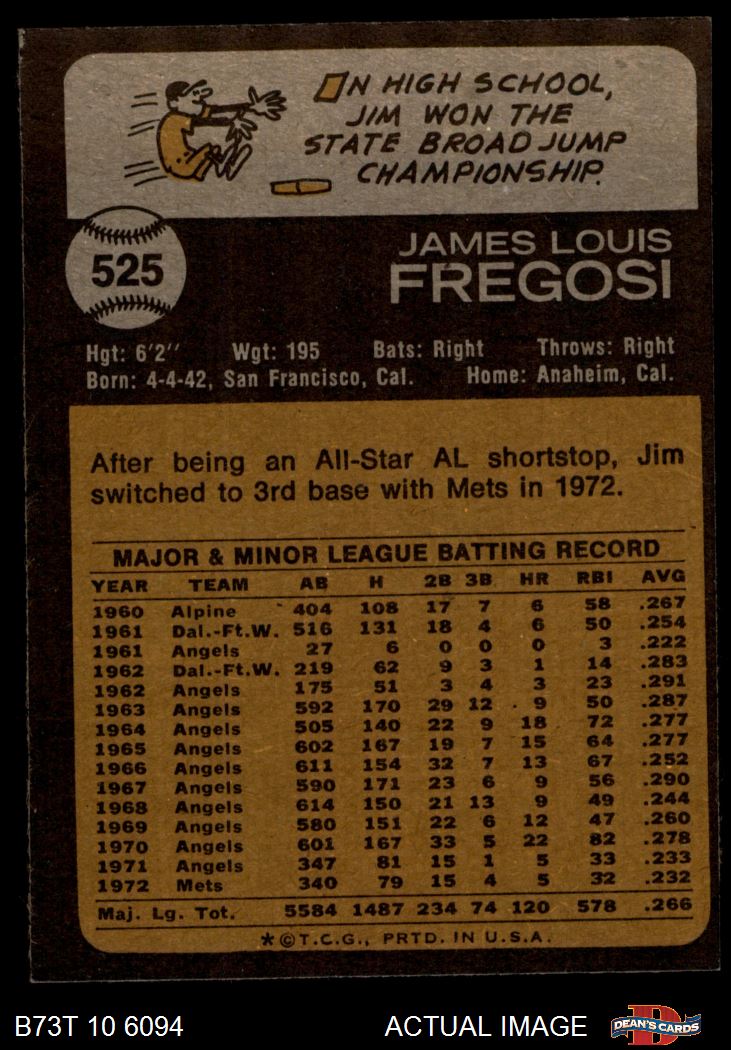 IN HIGH SCHOOL,
JIM WON THE
STATE BROAD JUMP
CHAMPIONSHIP.
525
JAMES LOUIS
FREGOSI
Hgt: 6'2" Wgt: 195 Bats: Right Throws: Right
Born: 4-4-42, San Francisco, Cal. Home: Anaheim, Cal.
After being an All-Star AL shortstop, Jim
switched to 3rd base with Mets in 1972.
MAJOR & MINOR LEAGUE BATTING RECORD
YEAR TEAM AB H 2B 3B HR RBI AVG
1960 Alpine 404 108 17 7 6 58 .267
1961 Dal.-Ft.W. 516 131 18 4 6 50 .254
1961 Angels 27 6 0 0 0 3 .222
1962 Dal.-Ft.W. 219 62 9 3 1 14 .283
1962 Angels 175 51 3 4 3 23 .291
1963 Angels 592 170 29 12 9 50 .287
1964 Angels 505 140 22 9 18 72 .277
1965 Angels 602 167 19 7 15 64 .277
1966 Angels 611 154 32 7 13 67 .252
1967 Angels 590 171 23 6 9 56 .290
1968 Angels 614 150 21 13 9 49 .244
1969 Angels 580 151 22 6 12 47 .260
1970 Angels 601 167 33 5 22 82 .278
1971 Angels 347 81 15 1 5 33 .233
1972 Mets 340 79 15 4 5 32 .232
Maj. Lg. Tot. 5584 1487 234 74 120 578 .266
*©T.C.G., PRTD. IN U.S.A.
B73T 10 6094 ACTUAL IMAGE
D
DEAN'S CARDS